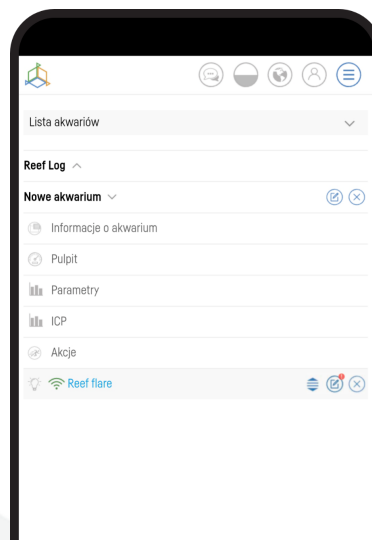 Lista akwariów
Reef Log
Nowe akwarium
Informacje o akwarium
Pulpit
Parametry
ICP
Akcje
Reef flare